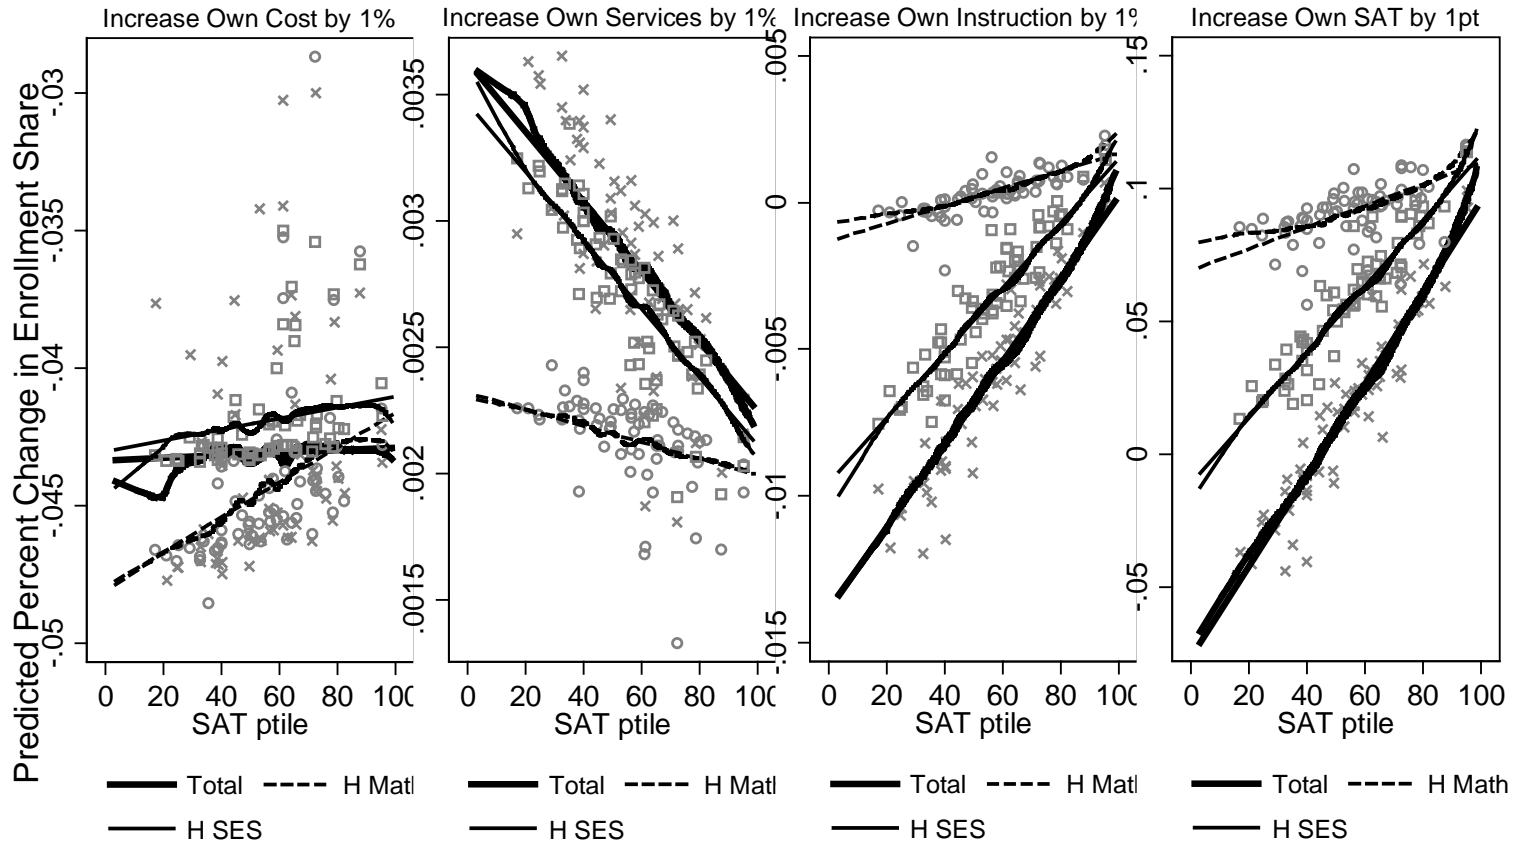 Increase Own Cost by 1%
Increase Own Services by 1%
Increase Own Instruction by 1%
Increase Own SAT by 1pt
Predicted Percent Change in Enrollment Share
-.03
-.035
-.04
-.045
-.05
0 20 40 60 80 100
SAT ptile
Total H Math
H SES
.0035
.003
.0025
.002
.0015
0 20 40 60 80 100
SAT ptile
Total H Math
H SES
.005
0
-.005
-.01
-.015
0 20 40 60 80 100
SAT ptile
Total H Math
H SES
.15
.1
.05
0
-.05
0 20 40 60 80 100
SAT ptile
Total H Math
H SES